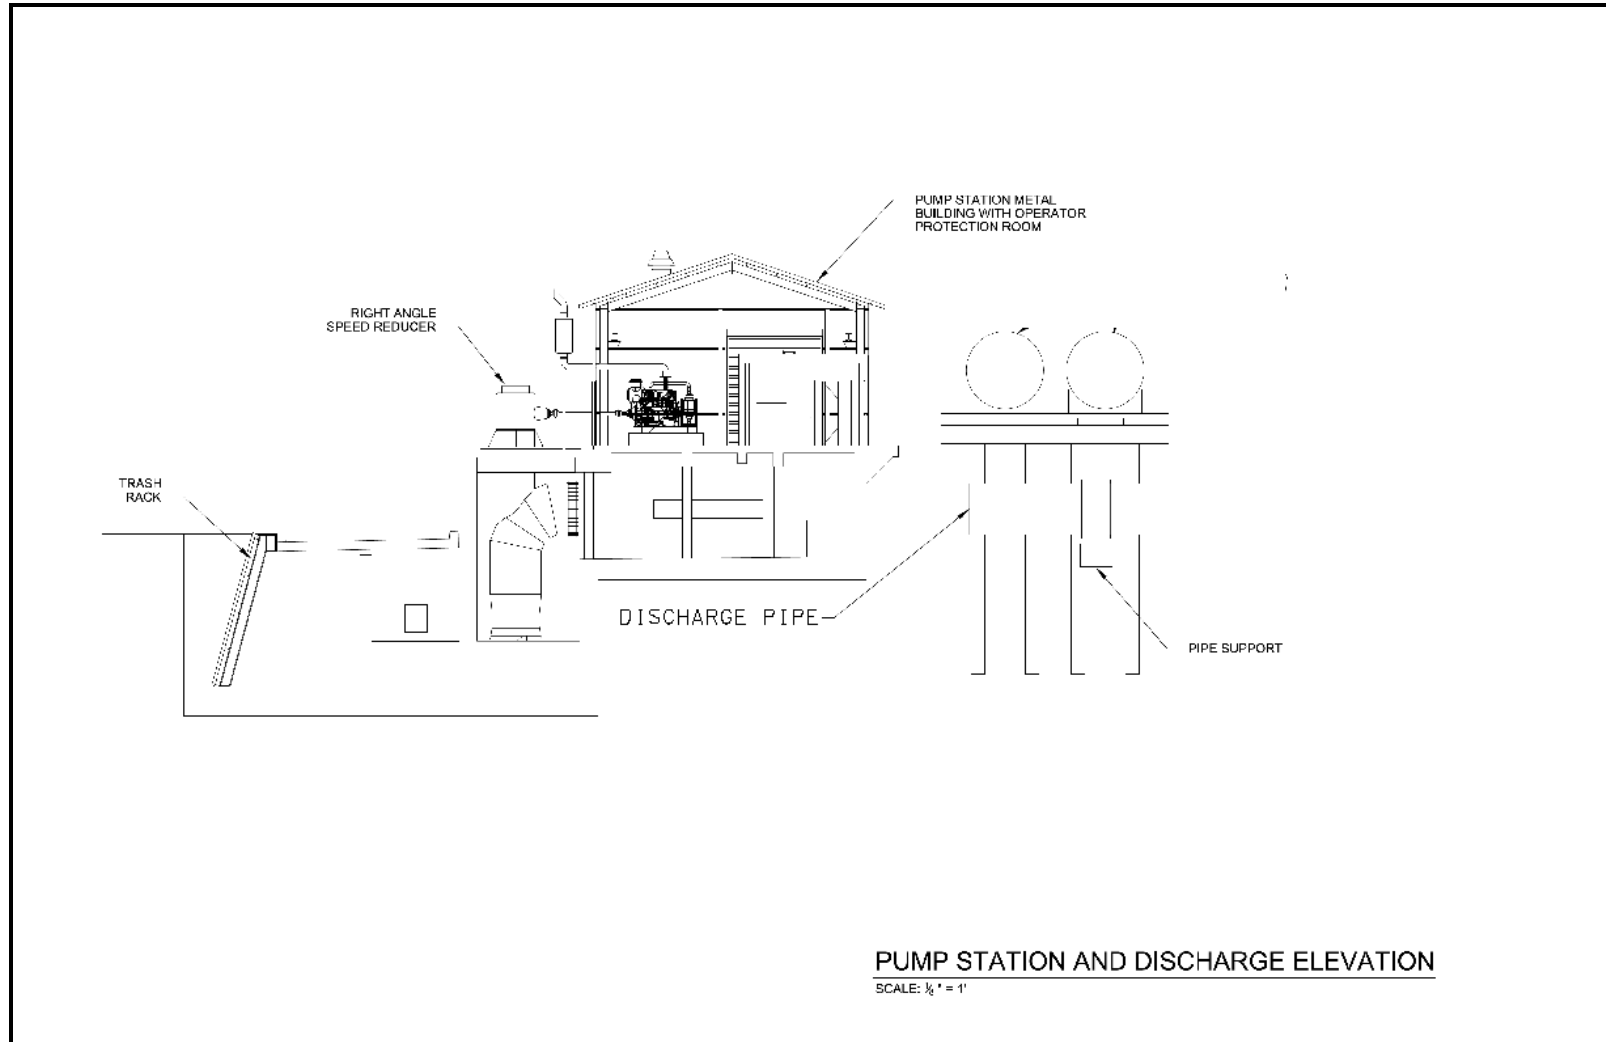 PUMP STATION METAL
BUILDING WITH OPERATOR
PROTECTION ROOM
RIGHT ANGLE
SPEED REDUCER
TRASH
RACK
DISCHARGE PIPE
PIPE SUPPORT
PUMP STATION AND DISCHARGE ELEVATION
SCALE: ⅛" = 1'